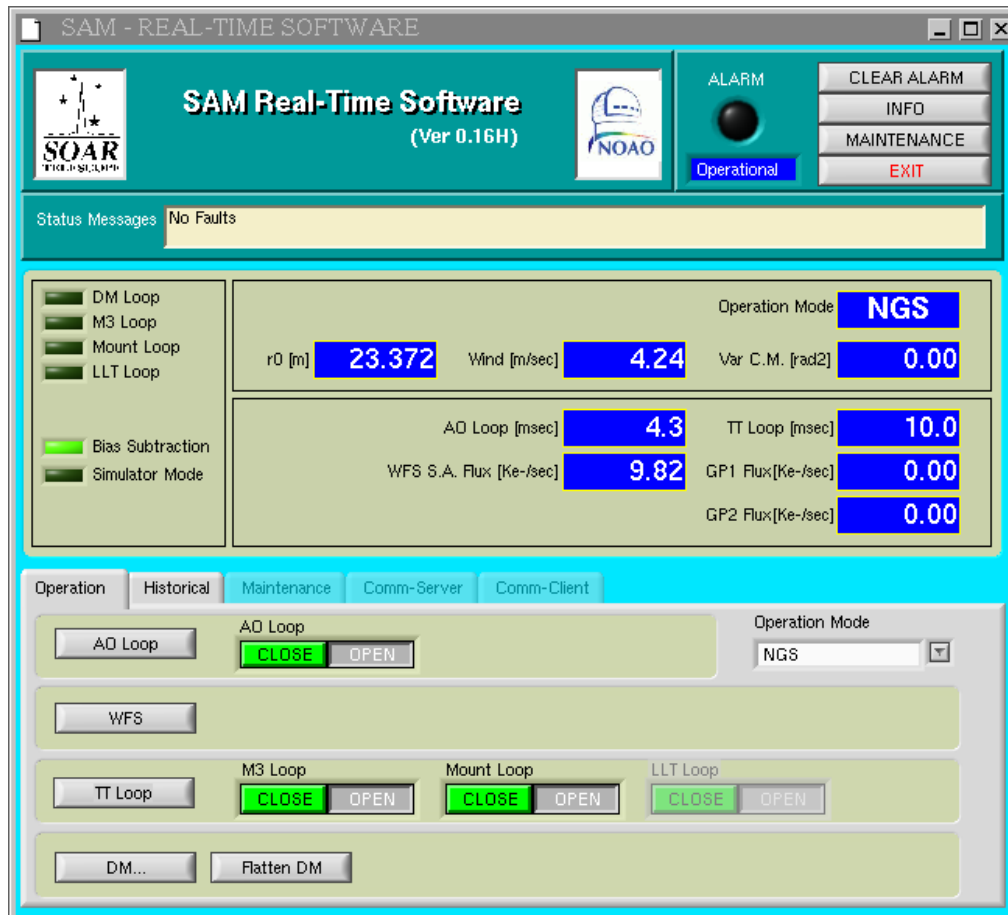 SAM - REAL-TIME SOFTWARE
SOAR
TELESCOPE
SAM Real-Time Software
(Ver 0.16H)
NOAO
ALARM
Operational
CLEAR ALARM
INFO
MAINTENANCE
EXIT
Status Messages No Faults
DM Loop
M3 Loop
Mount Loop
LLT Loop
Bias Subtraction
Simulator Mode
Operation Mode NGS
r0 [m] 23.372 Wind [m/sec] 4.24 Var C.M. [rad2] 0.00
AO Loop [msec] 4.3 TT Loop [msec] 10.0
WFS S.A. Flux [Ke-/sec] 9.82 GP1 Flux[Ke-/sec] 0.00
GP2 Flux[Ke-/sec] 0.00
Operation Historical Maintenance Comm-Server Comm-Client
AO Loop
AO Loop
CLOSE OPEN
Operation Mode
NGS
WFS
TT Loop
M3 Loop
CLOSE OPEN
Mount Loop
CLOSE OPEN
LLT Loop
CLOSE OPEN
DM... Flatten DM